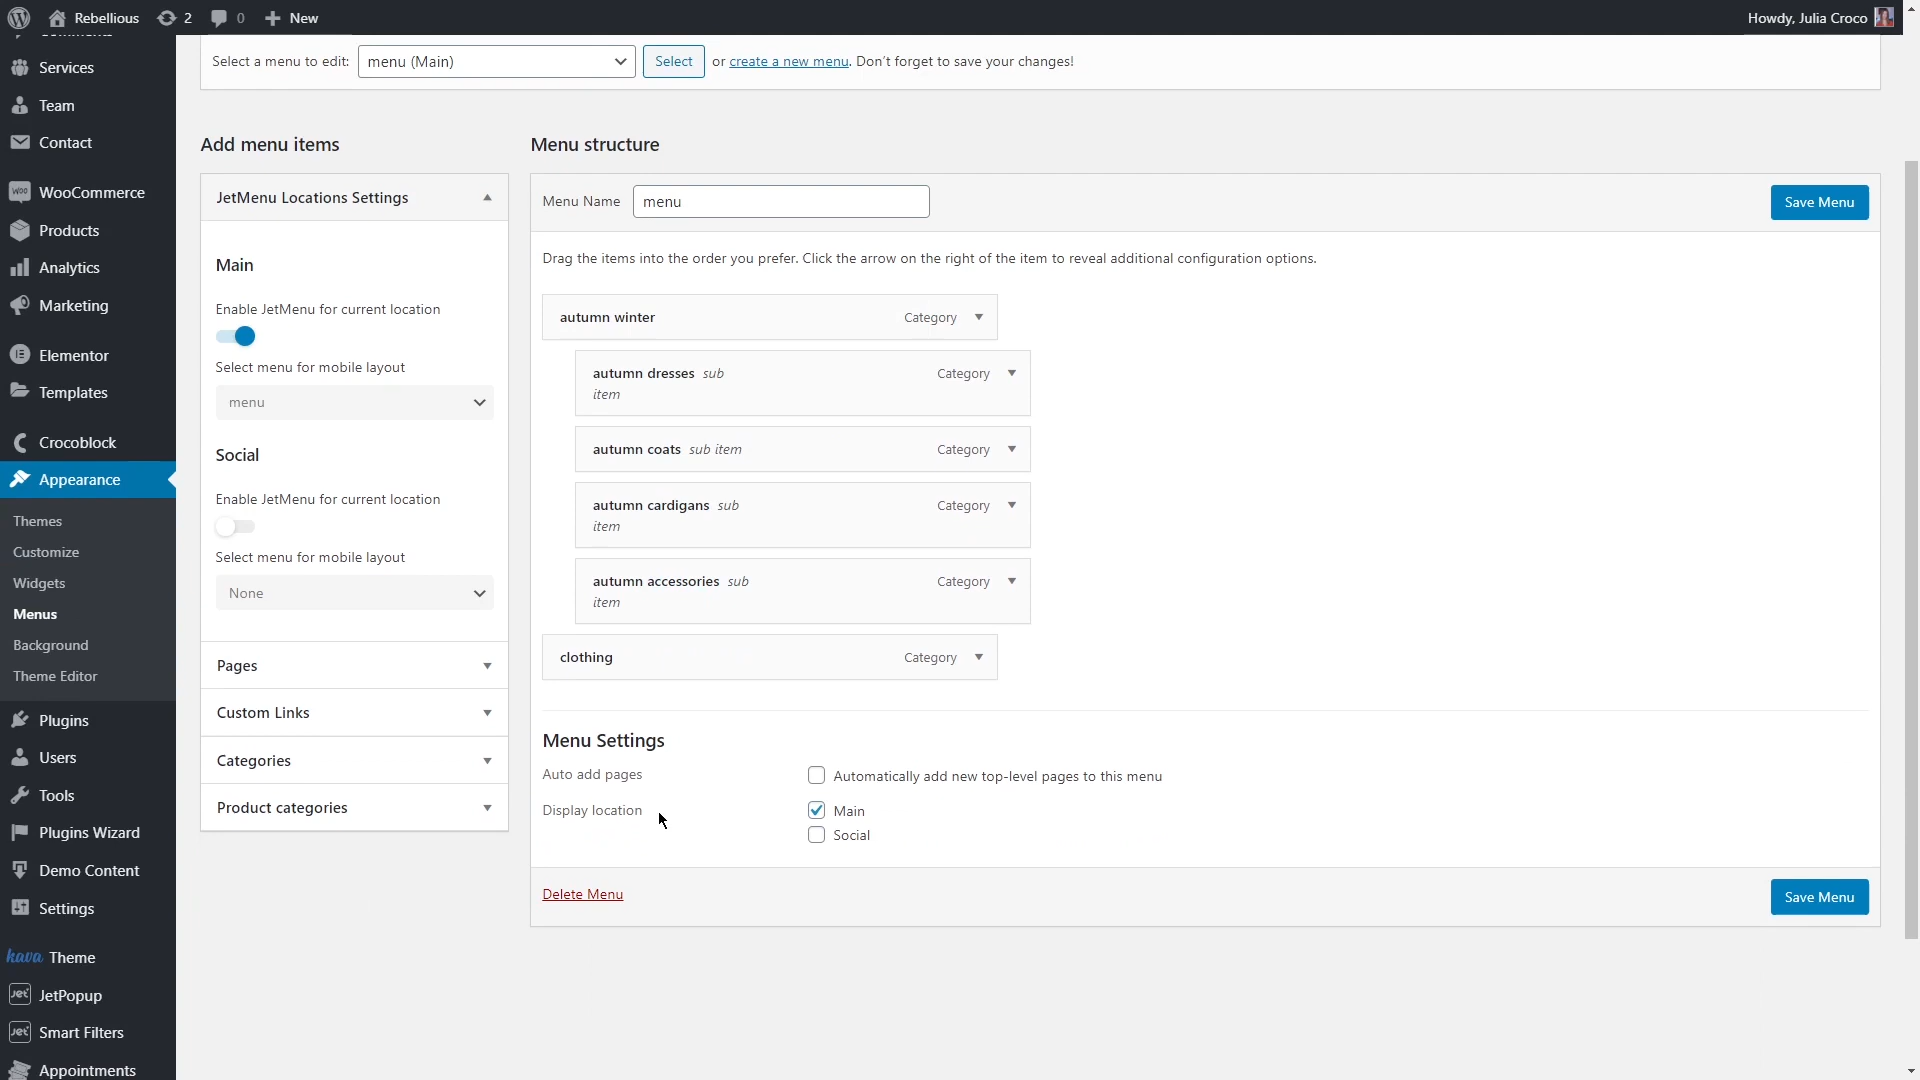 Rebellious
2
0
New
Howdy, Julia Croco
Services
Team
Contact
WooCommerce
Products
Analytics
Marketing
Elementor
Templates
Crocoblock
Appearance
Themes
Customize
Widgets
Menus
Background
Theme Editor
Plugins
Users
Tools
Plugins Wizard
Demo Content
Settings
kava Theme
JetPopup
Smart Filters
Appointments
Select a menu to edit: menu (Main) Select or create a new menu. Don't forget to save your changes!
Add menu items
JetMenu Locations Settings
Main
Enable JetMenu for current location
Select menu for mobile layout
menu
Social
Enable JetMenu for current location
Select menu for mobile layout
None
Pages
Custom Links
Categories
Product categories
Menu structure
Menu Name menu Save Menu
Drag the items into the order you prefer. Click the arrow on the right of the item to reveal additional configuration options.
autumn winter Category
autumn dresses sub Category
item
autumn coats sub item Category
autumn cardigans sub Category
item
autumn accessories sub Category
item
clothing Category
Menu Settings
Auto add pages Automatically add new top-level pages to this menu
Display location Main
Social
Delete Menu Save Menu